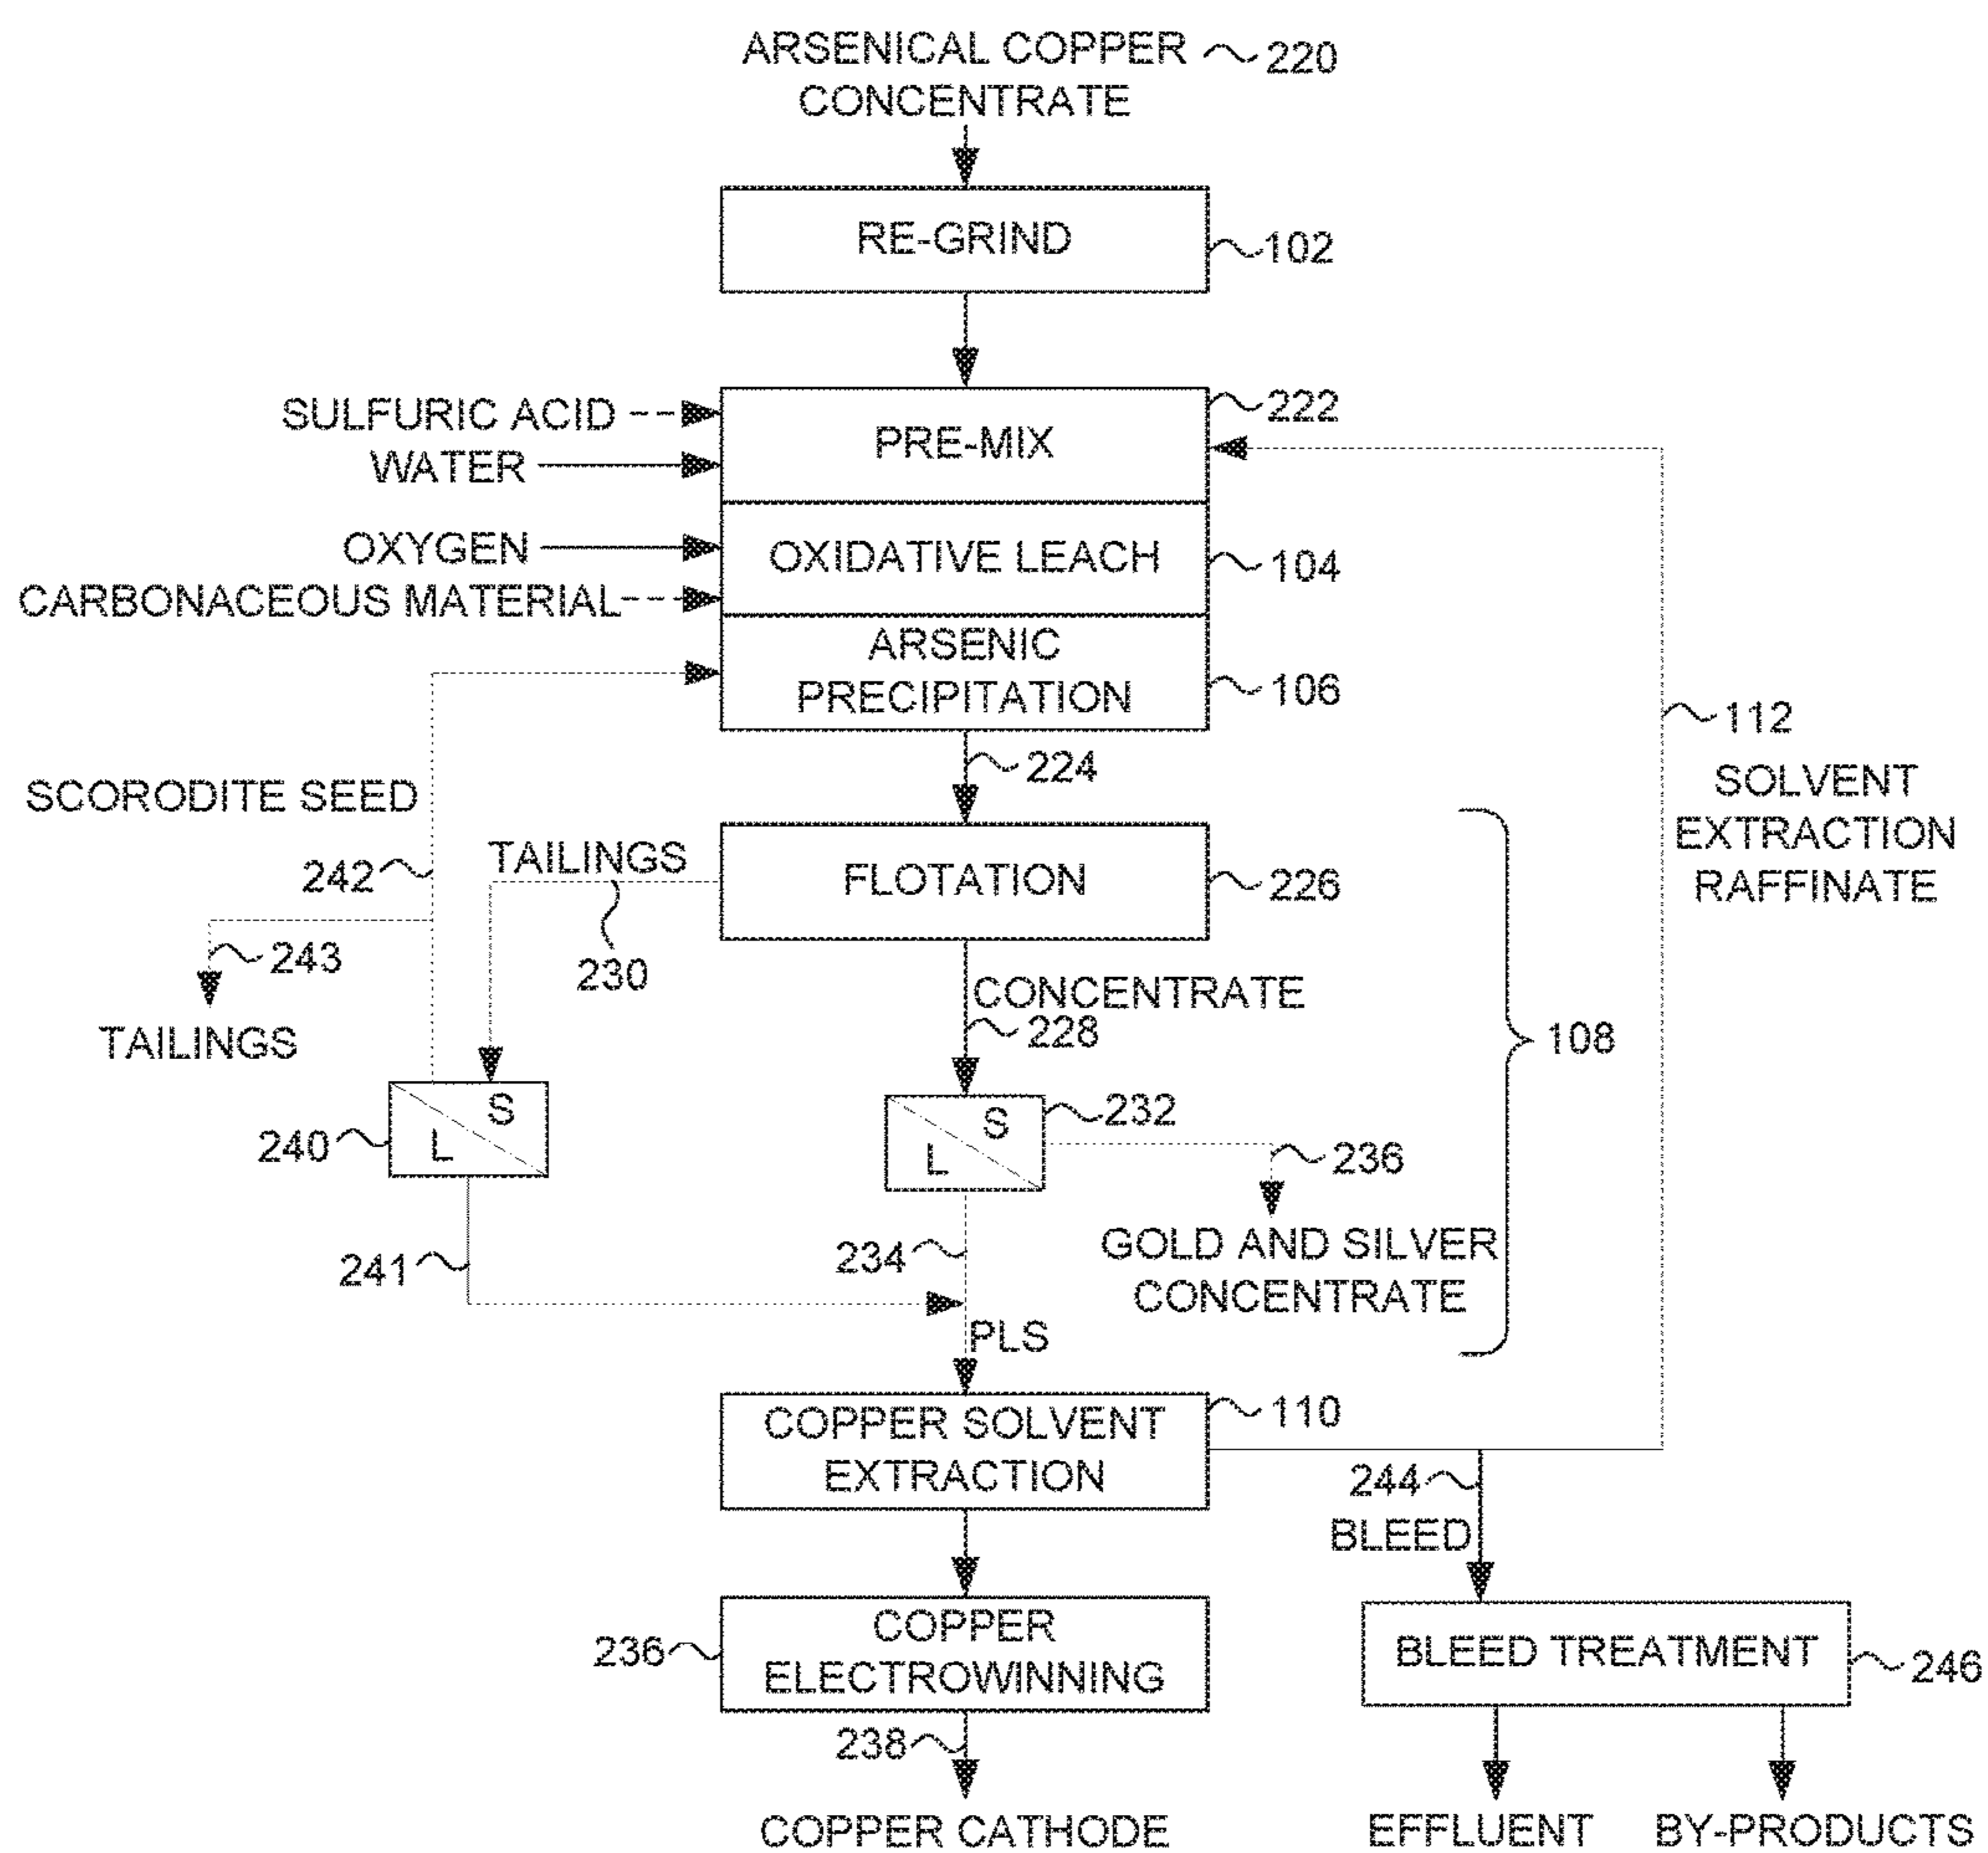 ARSENICAL COPPER 220
CONCENTRATE
RE-GRIND
102
SULFURIC ACID
WATER
PRE-MIX
222
OXYGEN
CARBONACEOUS MATERIAL
OXIDATIVE LEACH
104
ARSENIC
PRECIPITATION
106
112
SOLVENT
EXTRACTION
RAFFINATE
224
SCORODITE SEED
242
TAILINGS
230
FLOTATION
226
243
TAILINGS
CONCENTRATE
228
108
S
L
240
S
L
232
236
GOLD AND SILVER
CONCENTRATE
241
234
PLS
COPPER SOLVENT
EXTRACTION
110
244
BLEED
COPPER
ELECTROWINNING
236
BLEED TREATMENT
246
238
COPPER CATHODE
EFFLUENT
BY-PRODUCTS